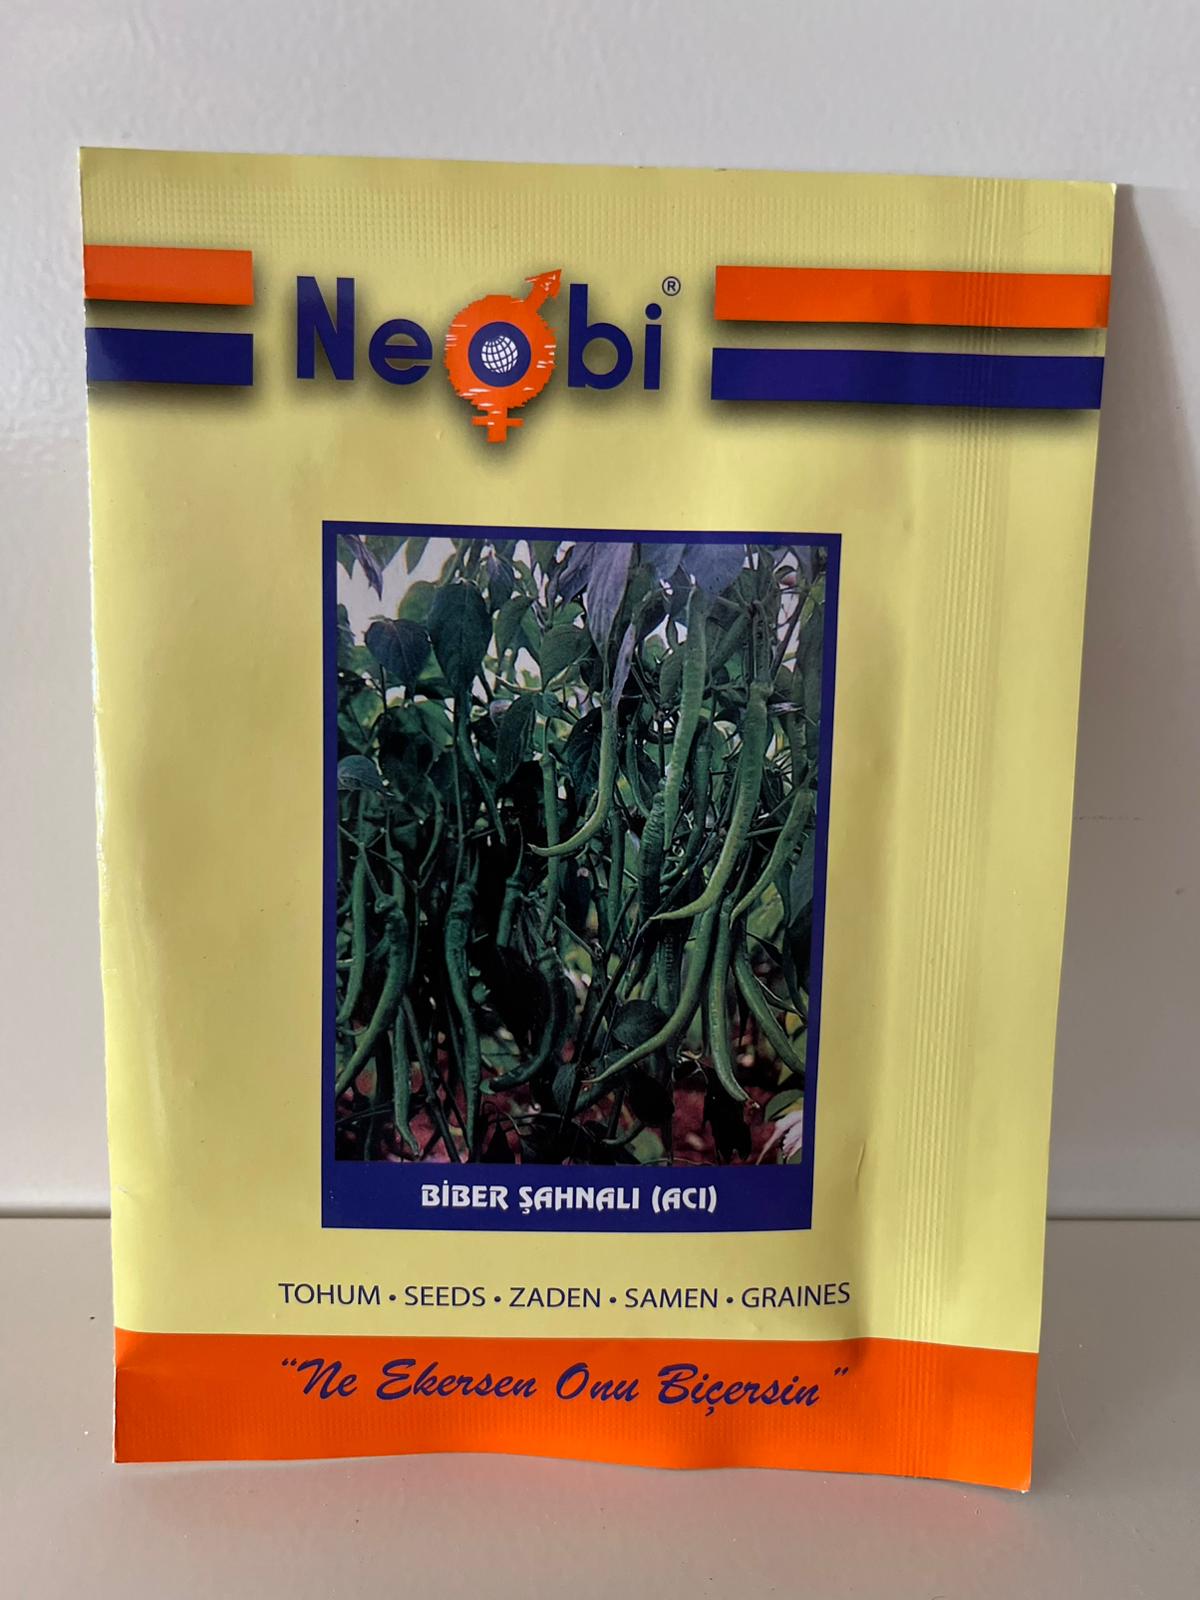 Neobi®
BİBER ŞAHNALI (ACI)
TOHUM • SEEDS • ZADEN • SAMEN • GRAINES
"Ne Ekersen Onu Biçersin"